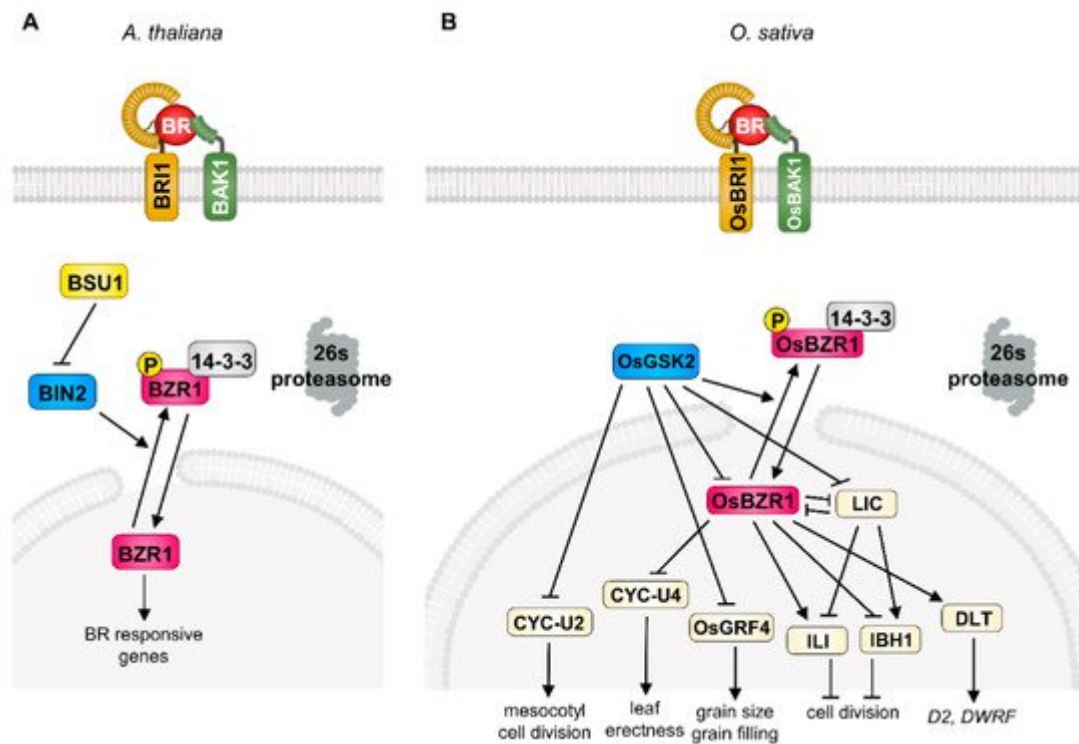 A
A. thaliana
BR
BRI1
BAK1
BSU1
BIN2
P
14-3-3
BZR1
26s
proteasome
BZR1
BR responsive
genes
B
O. sativa
BR
OsBRI1
OsBAK1
P
14-3-3
OsBZR1
OsGSK2
26s
proteasome
OsBZR1
LIC
CYC-U2
CYC-U4
OsGRF4
ILI
IBH1
DLT
mesocotyl
cell division
leaf
erectness
grain size
grain filling
cell division
D2, DWRF